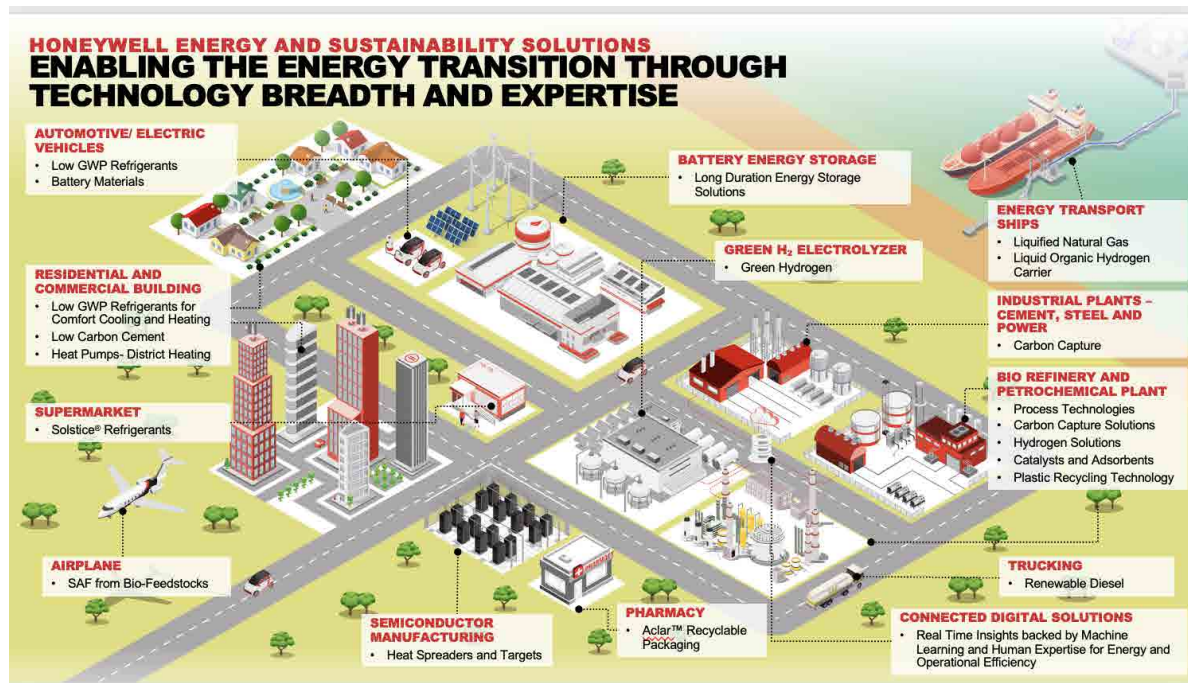 HONEYWELL ENERGY AND SUSTAINABILITY SOLUTIONS
ENABLING THE ENERGY TRANSITION THROUGH
TECHNOLOGY BREADTH AND EXPERTISE
AUTOMOTIVE/ ELECTRIC
VEHICLES
• Low GWP Refrigerants
• Battery Materials
BATTERY ENERGY STORAGE
• Long Duration Energy Storage
Solutions
ENERGY TRANSPORT
SHIPS
• Liquified Natural Gas
• Liquid Organic Hydrogen
Carrier
GREEN H₂ ELECTROLYZER
• Green Hydrogen
RESIDENTIAL AND
COMMERCIAL BUILDING
• Low GWP Refrigerants for
Comfort Cooling and Heating
• Low Carbon Cement
• Heat Pumps- District Heating
INDUSTRIAL PLANTS –
CEMENT, STEEL AND
POWER
• Carbon Capture
BIO REFINERY AND
PETROCHEMICAL PLANT
• Process Technologies
• Carbon Capture Solutions
• Hydrogen Solutions
• Catalysts and Adsorbents
• Plastic Recycling Technology
SUPERMARKET
• Solstice® Refrigerants
AIRPLANE
• SAF from Bio-Feedstocks
TRUCKING
• Renewable Diesel
SEMICONDUCTOR
MANUFACTURING
• Heat Spreaders and Targets
PHARMACY
• Aclar™ Recyclable
Packaging
CONNECTED DIGITAL SOLUTIONS
• Real Time Insights backed by Machine
Learning and Human Expertise for Energy and
Operational Efficiency